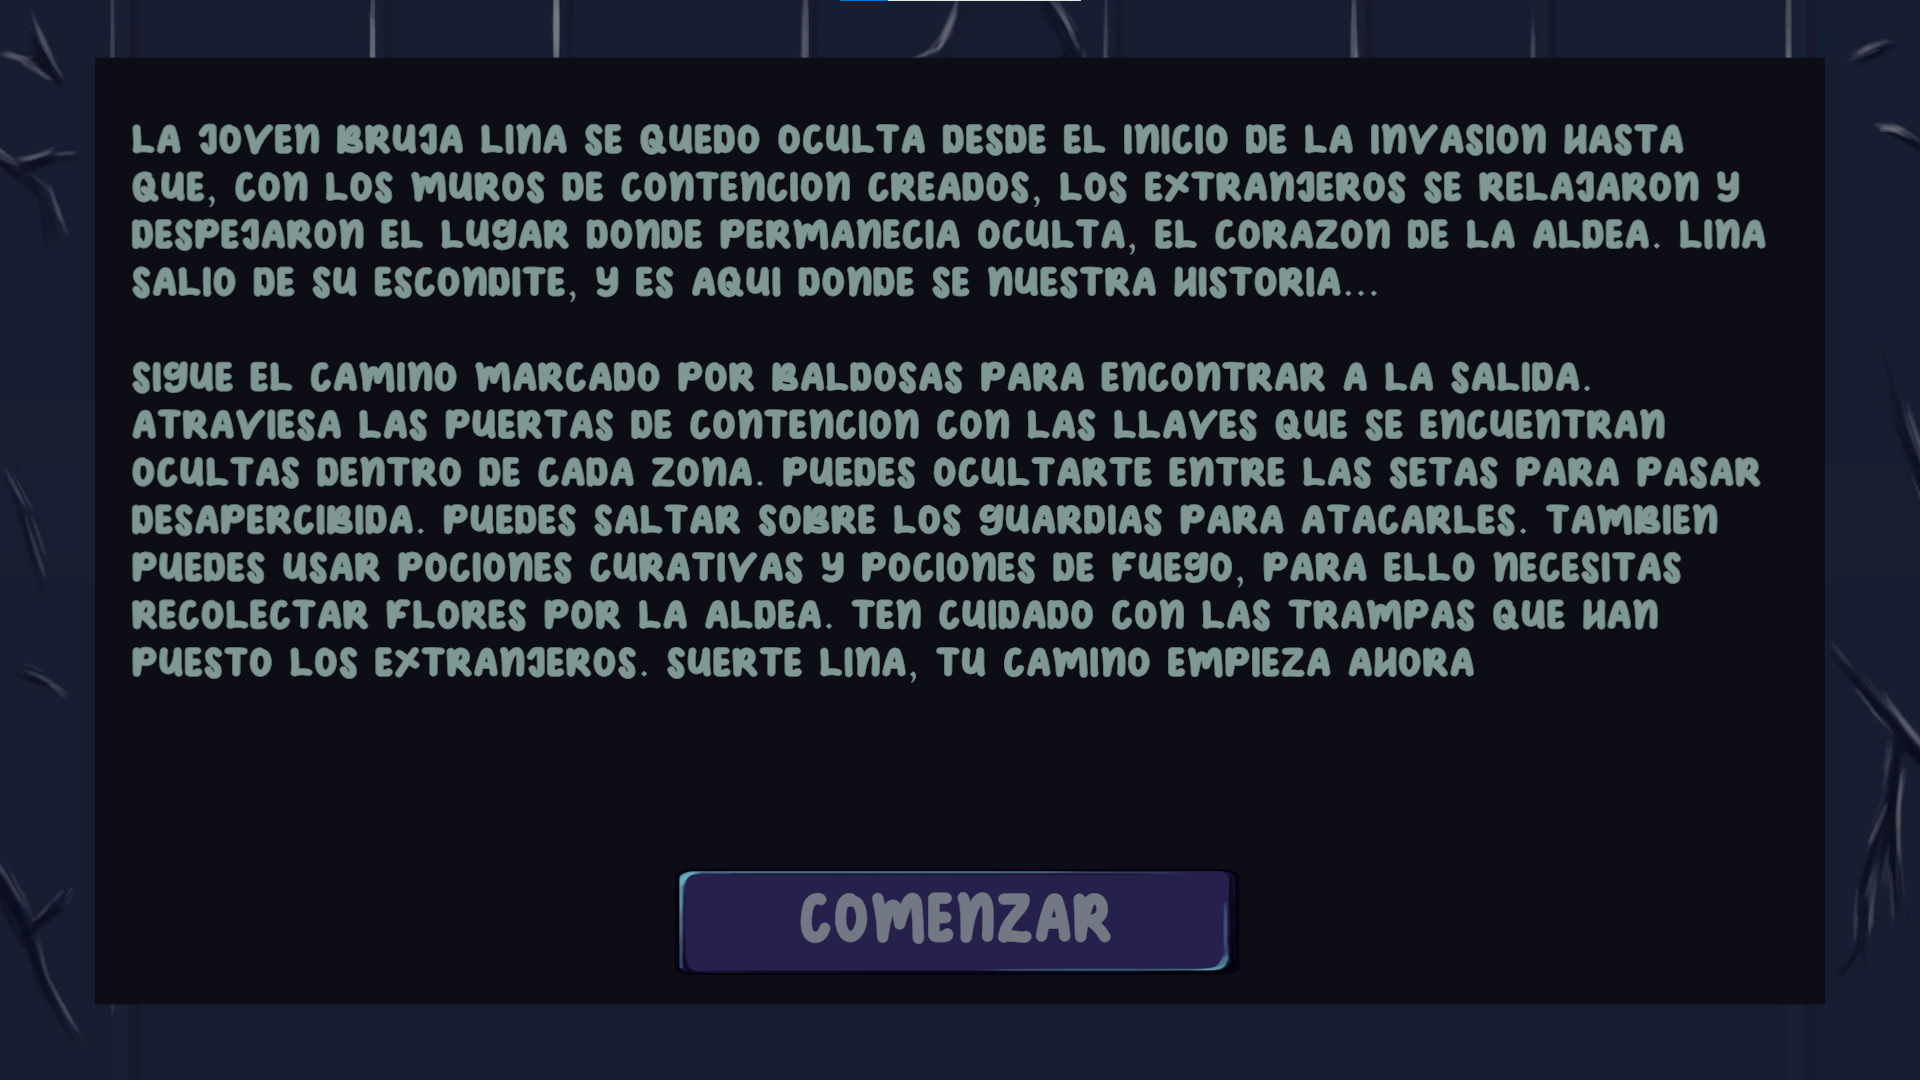 LA JOVEN BRUJA LINA SE QUEDO OCULTA DESDE EL INICIO DE LA INVASION HASTA
QUE, CON LOS MUROS DE CONTENCION CREADOS, LOS EXTRANJEROS SE RELAJARON Y
DESPEJARON EL LUGAR DONDE PERMANECIA OCULTA, EL CORAZON DE LA ALDEA. LINA
SALIO DE SU ESCONDITE, Y ES AQUI DONDE SE NUESTRA HISTORIA...
SIGUE EL CAMINO MARCADO POR BALDOSAS PARA ENCONTRAR A LA SALIDA.
ATRAVIESA LAS PUERTAS DE CONTENCION CON LAS LLAVES QUE SE ENCUENTRAN
OCULTAS DENTRO DE CADA ZONA. PUEDES OCULTARTE ENTRE LAS SETAS PARA PASAR
DESAPERCIBIDA. PUEDES SALTAR SOBRE LOS GUARDIAS PARA ATACARLES. TAMBIEN
PUEDES USAR POCIONES CURATIVAS Y POCIONES DE FUEGO, PARA ELLO NECESITAS
RECOLECTAR FLORES POR LA ALDEA. TEN CUIDADO CON LAS TRAMPAS QUE HAN
PUESTO LOS EXTRANJEROS. SUERTE LINA, TU CAMINO EMPIEZA AHORA
COMENZAR